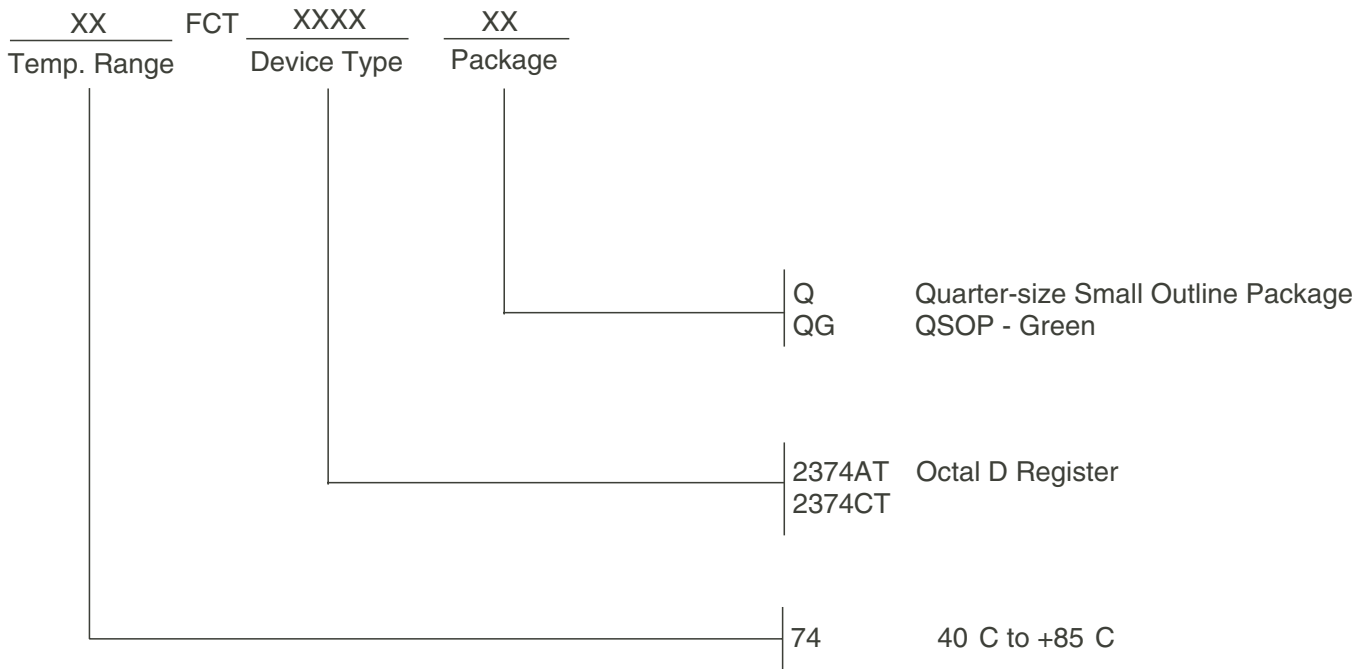 XX FCT XXXX XX
Temp. Range Device Type Package
Q Quarter-size Small Outline Package
QG QSOP - Green
2374AT Octal D Register
2374CT
74 40 C to +85 C